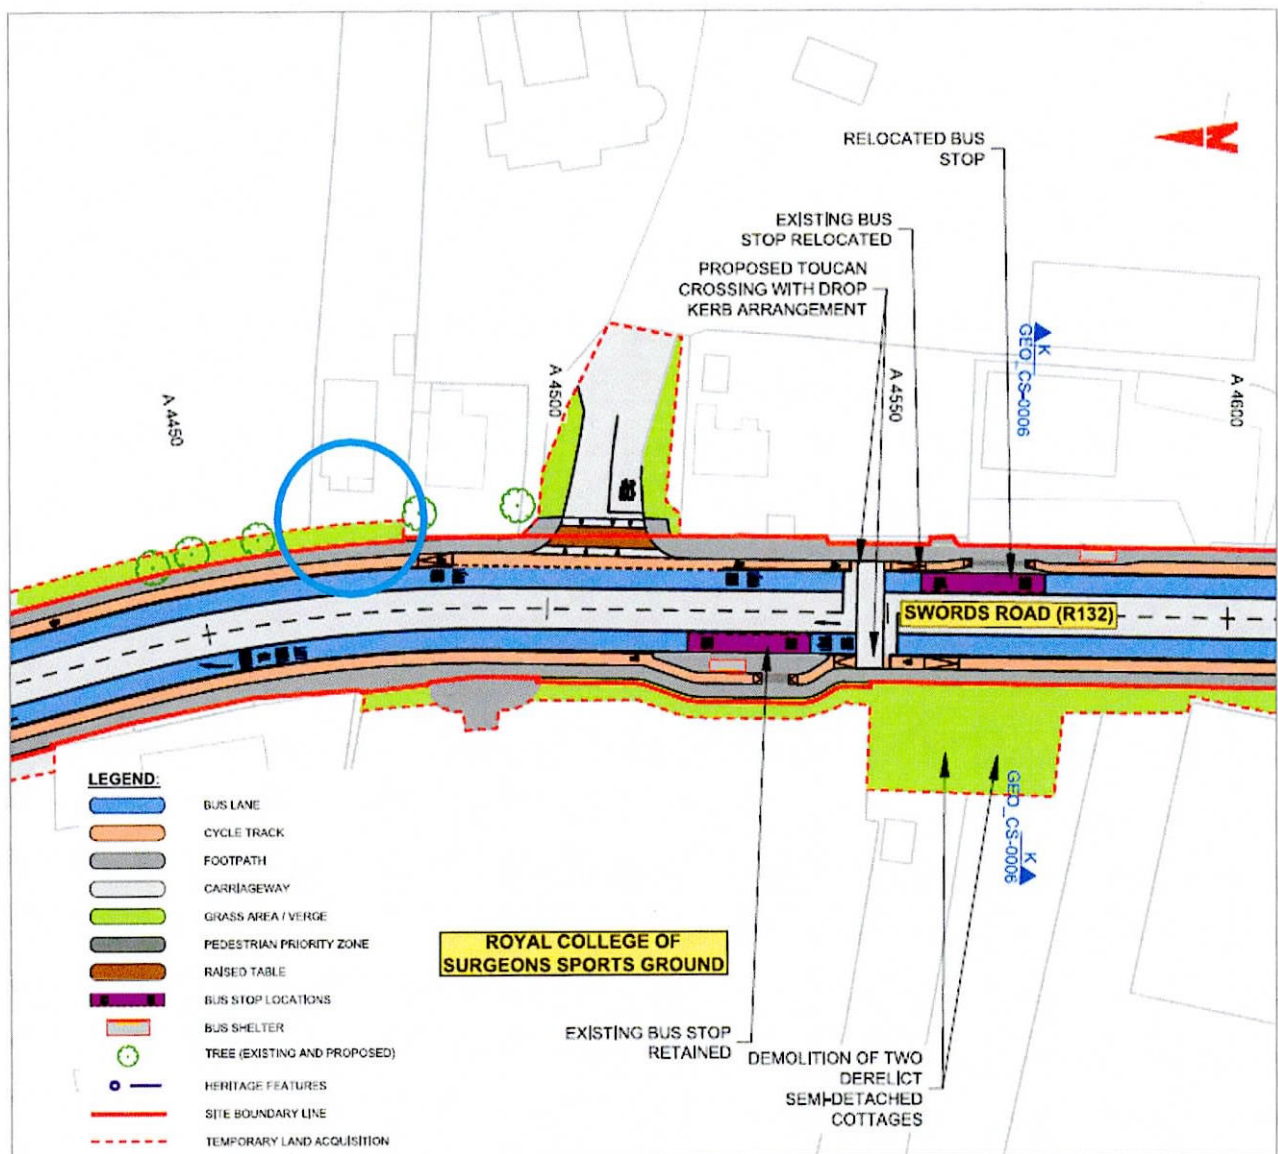 RELOCATED BUS
STOP
EXISTING BUS
STOP RELOCATED
PROPOSED TOUCAN
CROSSING WITH DROP
KERB ARRANGEMENT
K
GEO_CS-0006
A 4450
A 4500
A 4550
A 4600
SWORDS ROAD (R132)
LEGEND:
BUS LANE
CYCLE TRACK
FOOTPATH
CARRIAGEWAY
GRASS AREA / VERGE
PEDESTRIAN PRIORITY ZONE
RAISED TABLE
BUS STOP LOCATIONS
BUS SHELTER
TREE (EXISTING AND PROPOSED)
HERITAGE FEATURES
SITE BOUNDARY LINE
TEMPORARY LAND ACQUISITION
ROYAL COLLEGE OF
SURGEONS SPORTS GROUND
EXISTING BUS STOP
RETAINED
DEMOLITION OF TWO
DERELICT
SEMI-DETACHED
COTTAGES
K
GEO_CS-0006